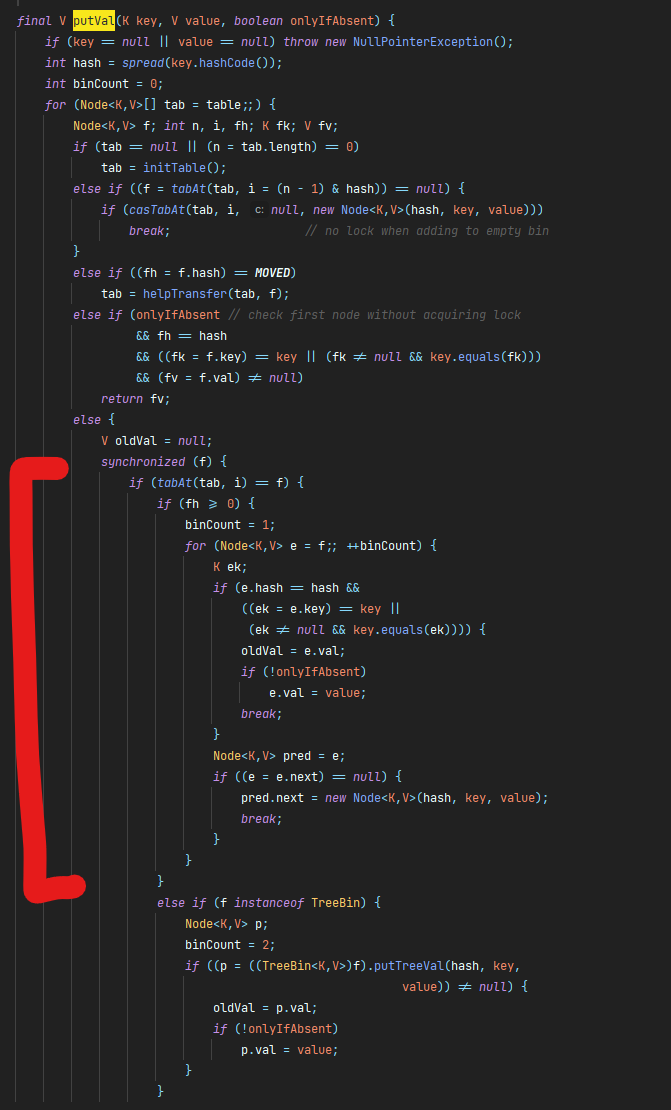 final V putVal(K key, V value, boolean onlyIfAbsent) {
if (key == null || value == null) throw new NullPointerException();
int hash = spread(key.hashCode());
int binCount = 0;
for (Node<K,V>[] tab = table;;) {
Node<K,V> f; int n, i, fh; K fk; V fv;
if (tab == null || (n = tab.length) == 0)
tab = initTable();
else if ((f = tabAt(tab, i = (n - 1) & hash)) == null) {
if (casTabAt(tab, i, c: null, new Node<K,V>(hash, key, value)))
break; // no lock when adding to empty bin
}
else if ((fh = f.hash) == MOVED)
tab = helpTransfer(tab, f);
else if (onlyIfAbsent // check first node without acquiring lock
&& fh == hash
&& ((fk = f.key) == key || (fk ≠ null && key.equals(fk)))
&& (fv = f.val) ≠ null)
return fv;
else {
V oldVal = null;
synchronized (f) {
if (tabAt(tab, i) == f) {
if (fh ≥ 0) {
binCount = 1;
for (Node<K,V> e = f;; ++binCount) {
K ek;
if (e.hash == hash &&
((ek = e.key) == key ||
(ek ≠ null && key.equals(ek)))) {
oldVal = e.val;
if (!onlyIfAbsent)
e.val = value;
break;
}
Node<K,V> pred = e;
if ((e = e.next) == null) {
pred.next = new Node<K,V>(hash, key, value);
break;
}
}
}
else if (f instanceof TreeBin) {
Node<K,V> p;
binCount = 2;
if ((p = ((TreeBin<K,V>)f).putTreeVal(hash, key,
value)) ≠ null) {
oldVal = p.val;
if (!onlyIfAbsent)
p.val = value;
}
}